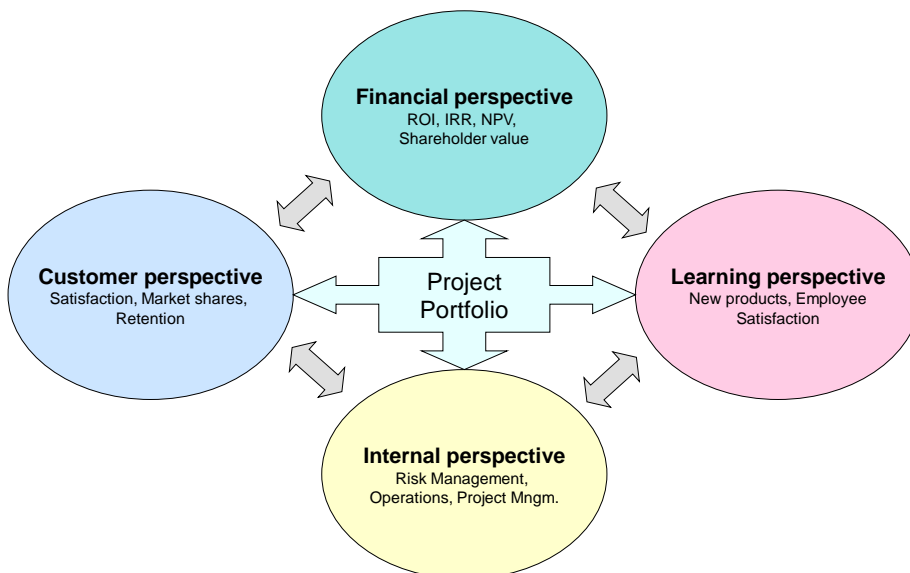 Financial perspective
ROI, IRR, NPV,
Shareholder value
Customer perspective
Satisfaction, Market shares,
Retention
Project
Portfolio
Learning perspective
New products, Employee
Satisfaction
Internal perspective
Risk Management,
Operations, Project Mngm.